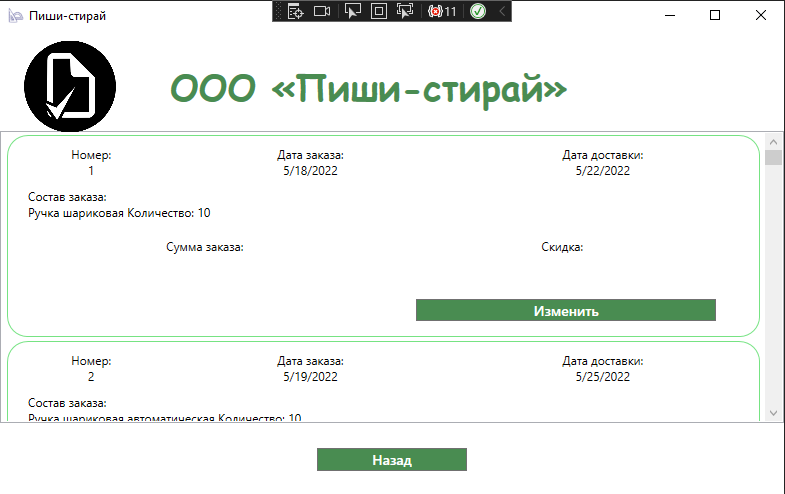 Пиши-стирай
11
ООО «Пиши-стирай»
Номер: Дата заказа: Дата доставки:
1 5/18/2022 5/22/2022
Состав заказа:
Ручка шариковая Количество: 10
Сумма заказа: Скидка:
Изменить
Номер: Дата заказа: Дата доставки:
2 5/19/2022 5/25/2022
Состав заказа:
Ручка шариковая автоматическая Количество: 10
Назад